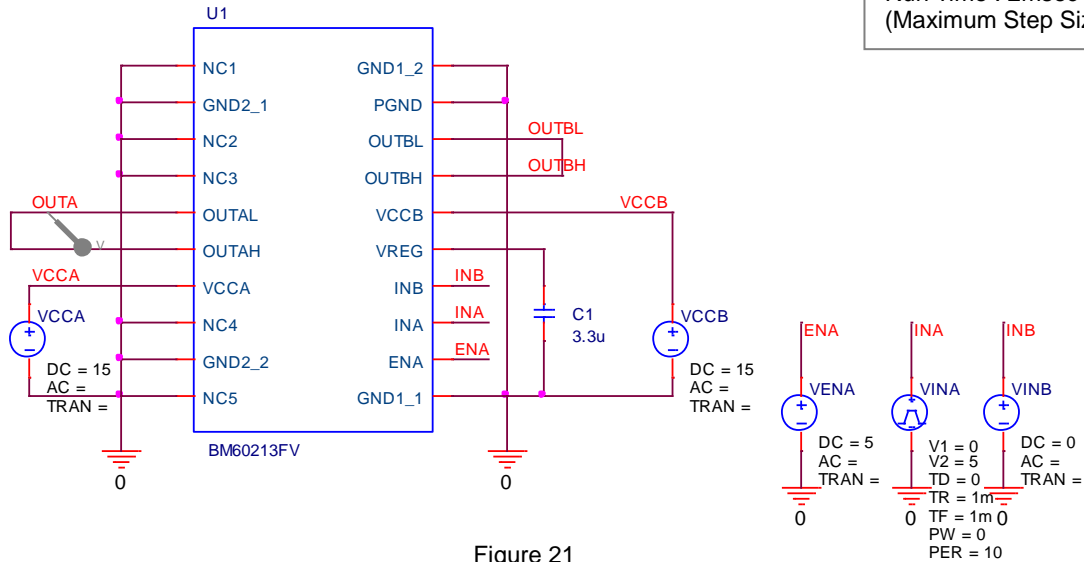 U1
(Maximum Step Siz
NC1
GND2_1
NC2
NC3
OUTAL
OUTAH
VCCA
NC4
GND2_2
NC5
GND1_2
PGND
OUTBL
OUTBH
VCCB
VREG
INB
INA
ENA
GND1_1
BM60213FV
OUTA
V
VCCA
VCCA
DC = 15
AC =
TRAN =
0
OUTBL
OUTBH
VCCB
INB
INA
ENA
C1
3.3u
VCCB
DC = 15
AC =
TRAN =
0
ENA
VENA
DC = 5
AC =
TRAN =
0
INA
VINA
V1 = 0
V2 = 5
TD = 0
TR = 1m
TF = 1m
PW = 0
PER = 10
0
INB
VINB
DC = 0
AC =
TRAN =
0
Figure 21